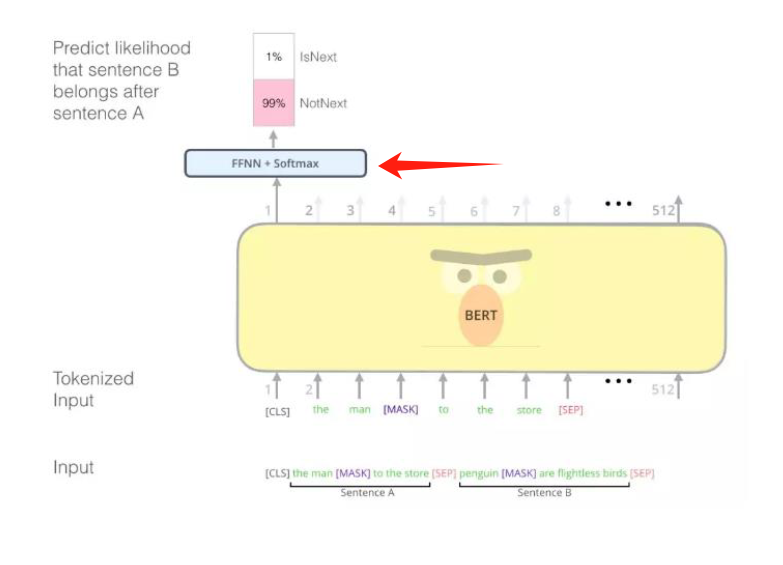 Predict likelihood
that sentence B
belongs after
sentence A
1% IsNext
99% NotNext
FFNN + Softmax
1 2 3 4 5 6 7 8 ••• 512
BERT
Tokenized
Input
1 2 ••• 512
[CLS] the man [MASK] to the store [SEP]
Input
[CLS] the man [MASK] to the store [SEP] penguin [MASK] are flightless birds [SEP]
Sentence A Sentence B